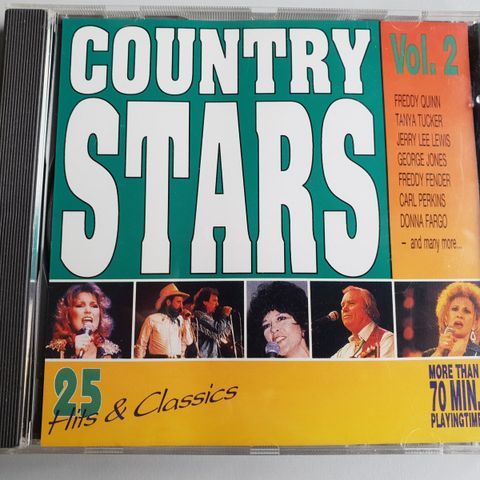 COUNTRY
STARS
Vol. 2
FREDDY QUINN
TANYA TUCKER
JERRY LEE LEWIS
GEORGE JONES
FREDDY FENDER
CARL PERKINS
DONNA FARGO
– and many more...
25
Hits & Classics
MORE THAN
70 MIN.
PLAYINGTIME